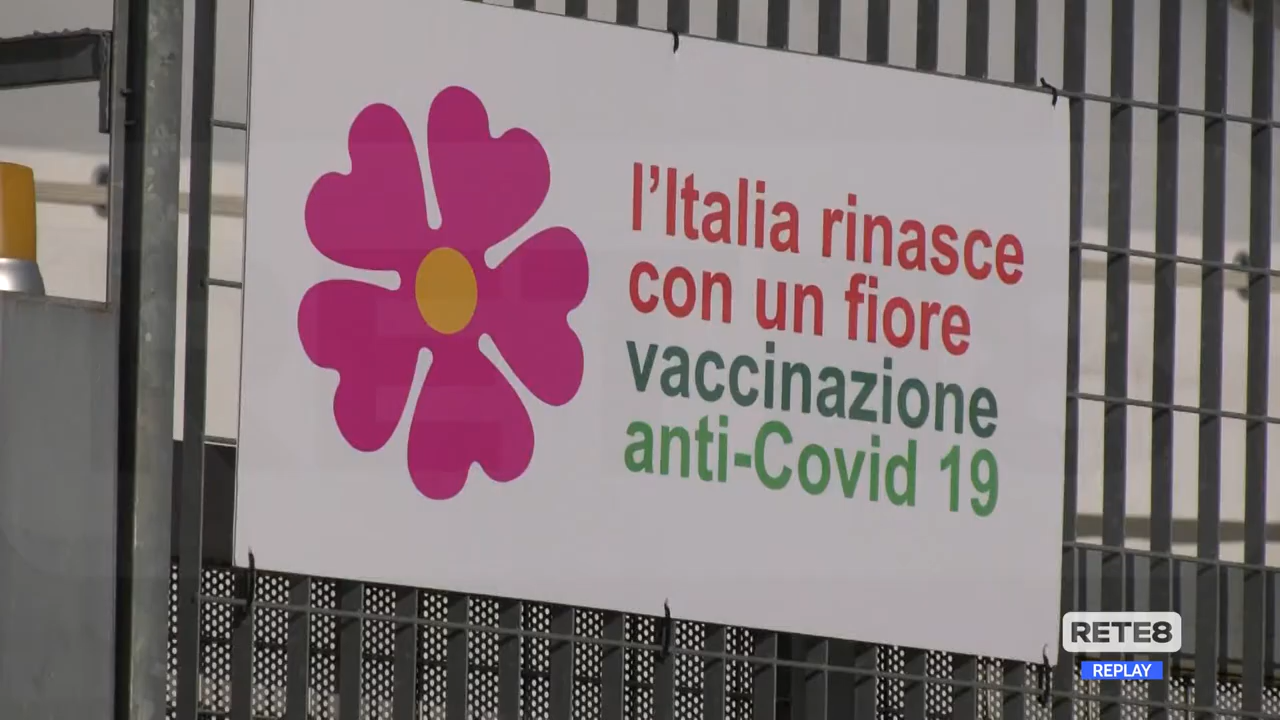 l’Italia rinasce
con un fiore
vaccinazione
anti-Covid 19
RETE8
REPLAY